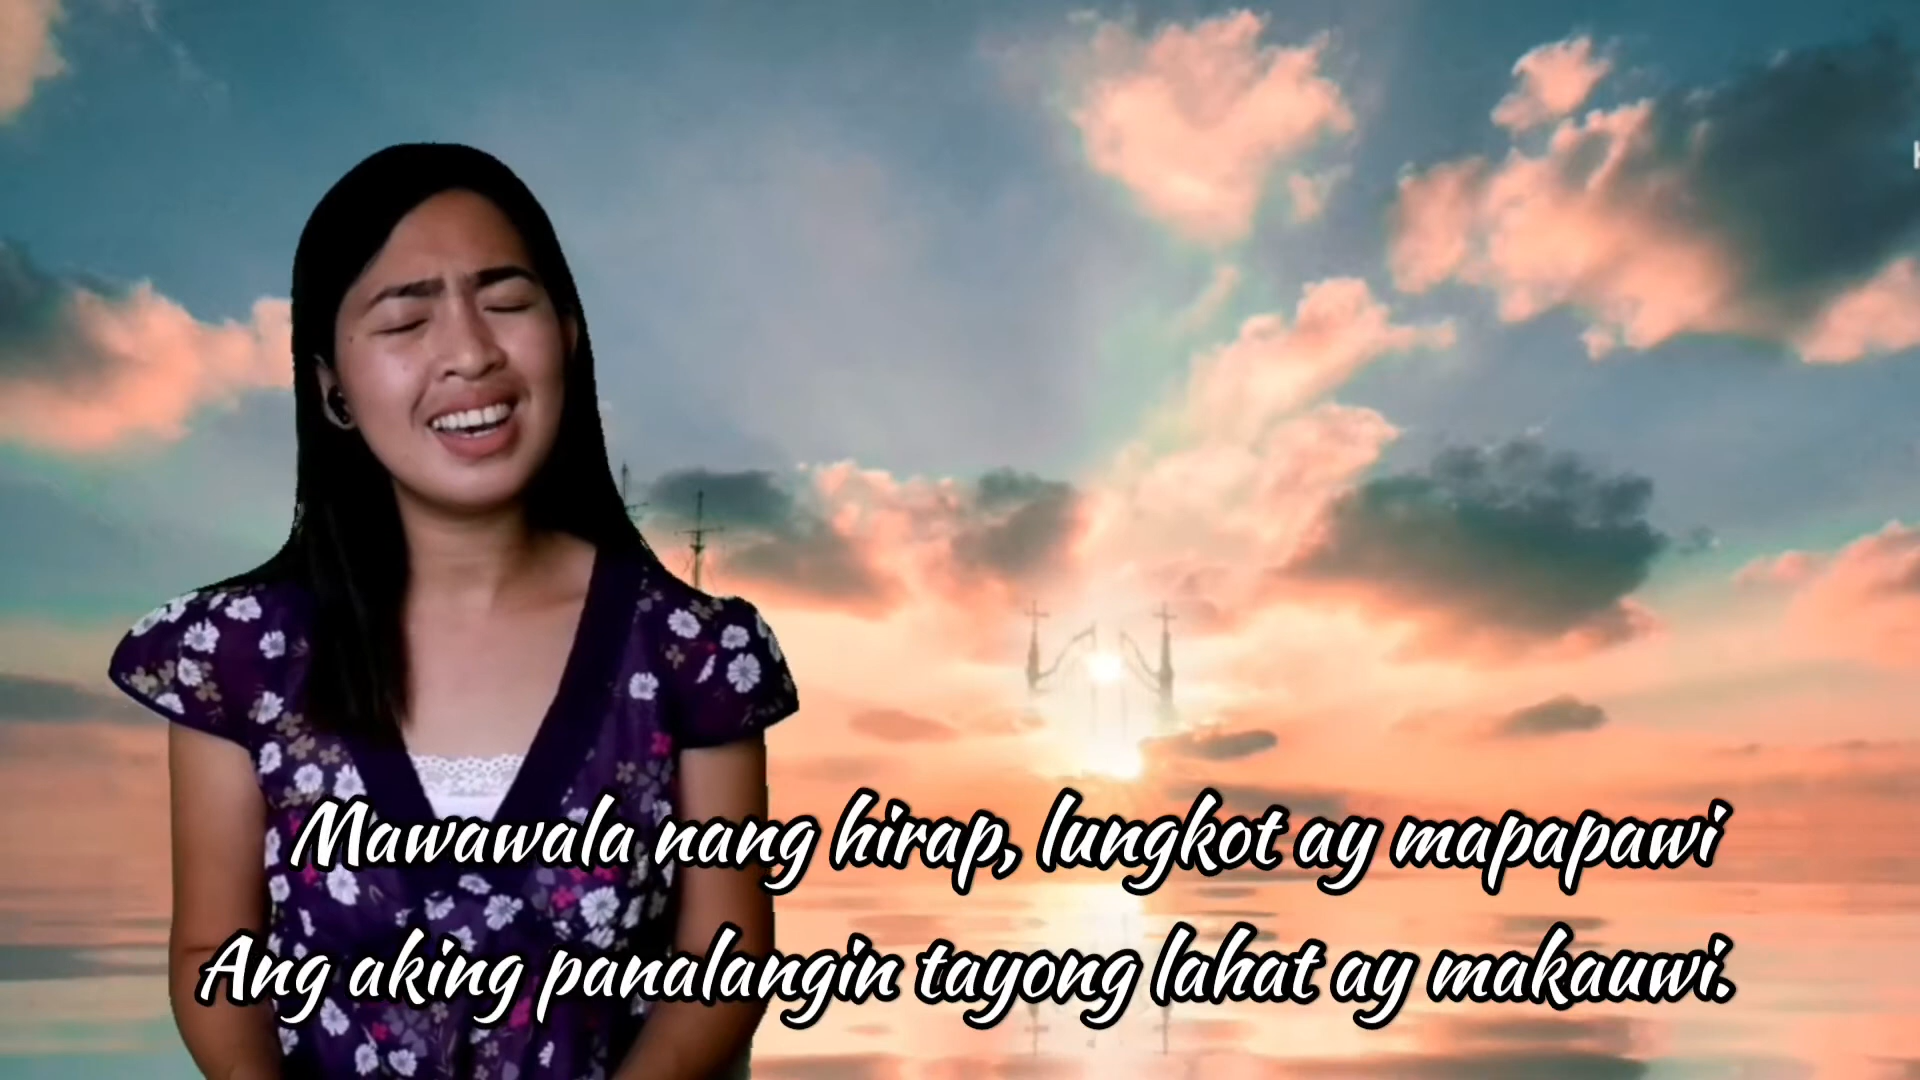 Mawawala nang hirap, lungkot ay mapapawi
Ang aking panalangin tayong lahat ay makauwi.